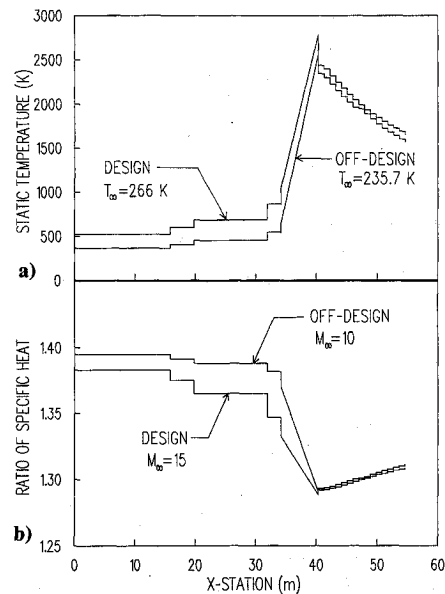 3000
2500
2000
1500
1000
500
0
STATIC TEMPERATURE (K)
DESIGN
T∞=266 K
OFF-DESIGN
T∞=235.7 K
a)
1.40
1.35
1.30
1.25
RATIO OF SPECIFIC HEAT
OFF-DESIGN
M∞=10
DESIGN
M∞=15
b)
0 10 20 30 40 50 60
X-STATION (m)